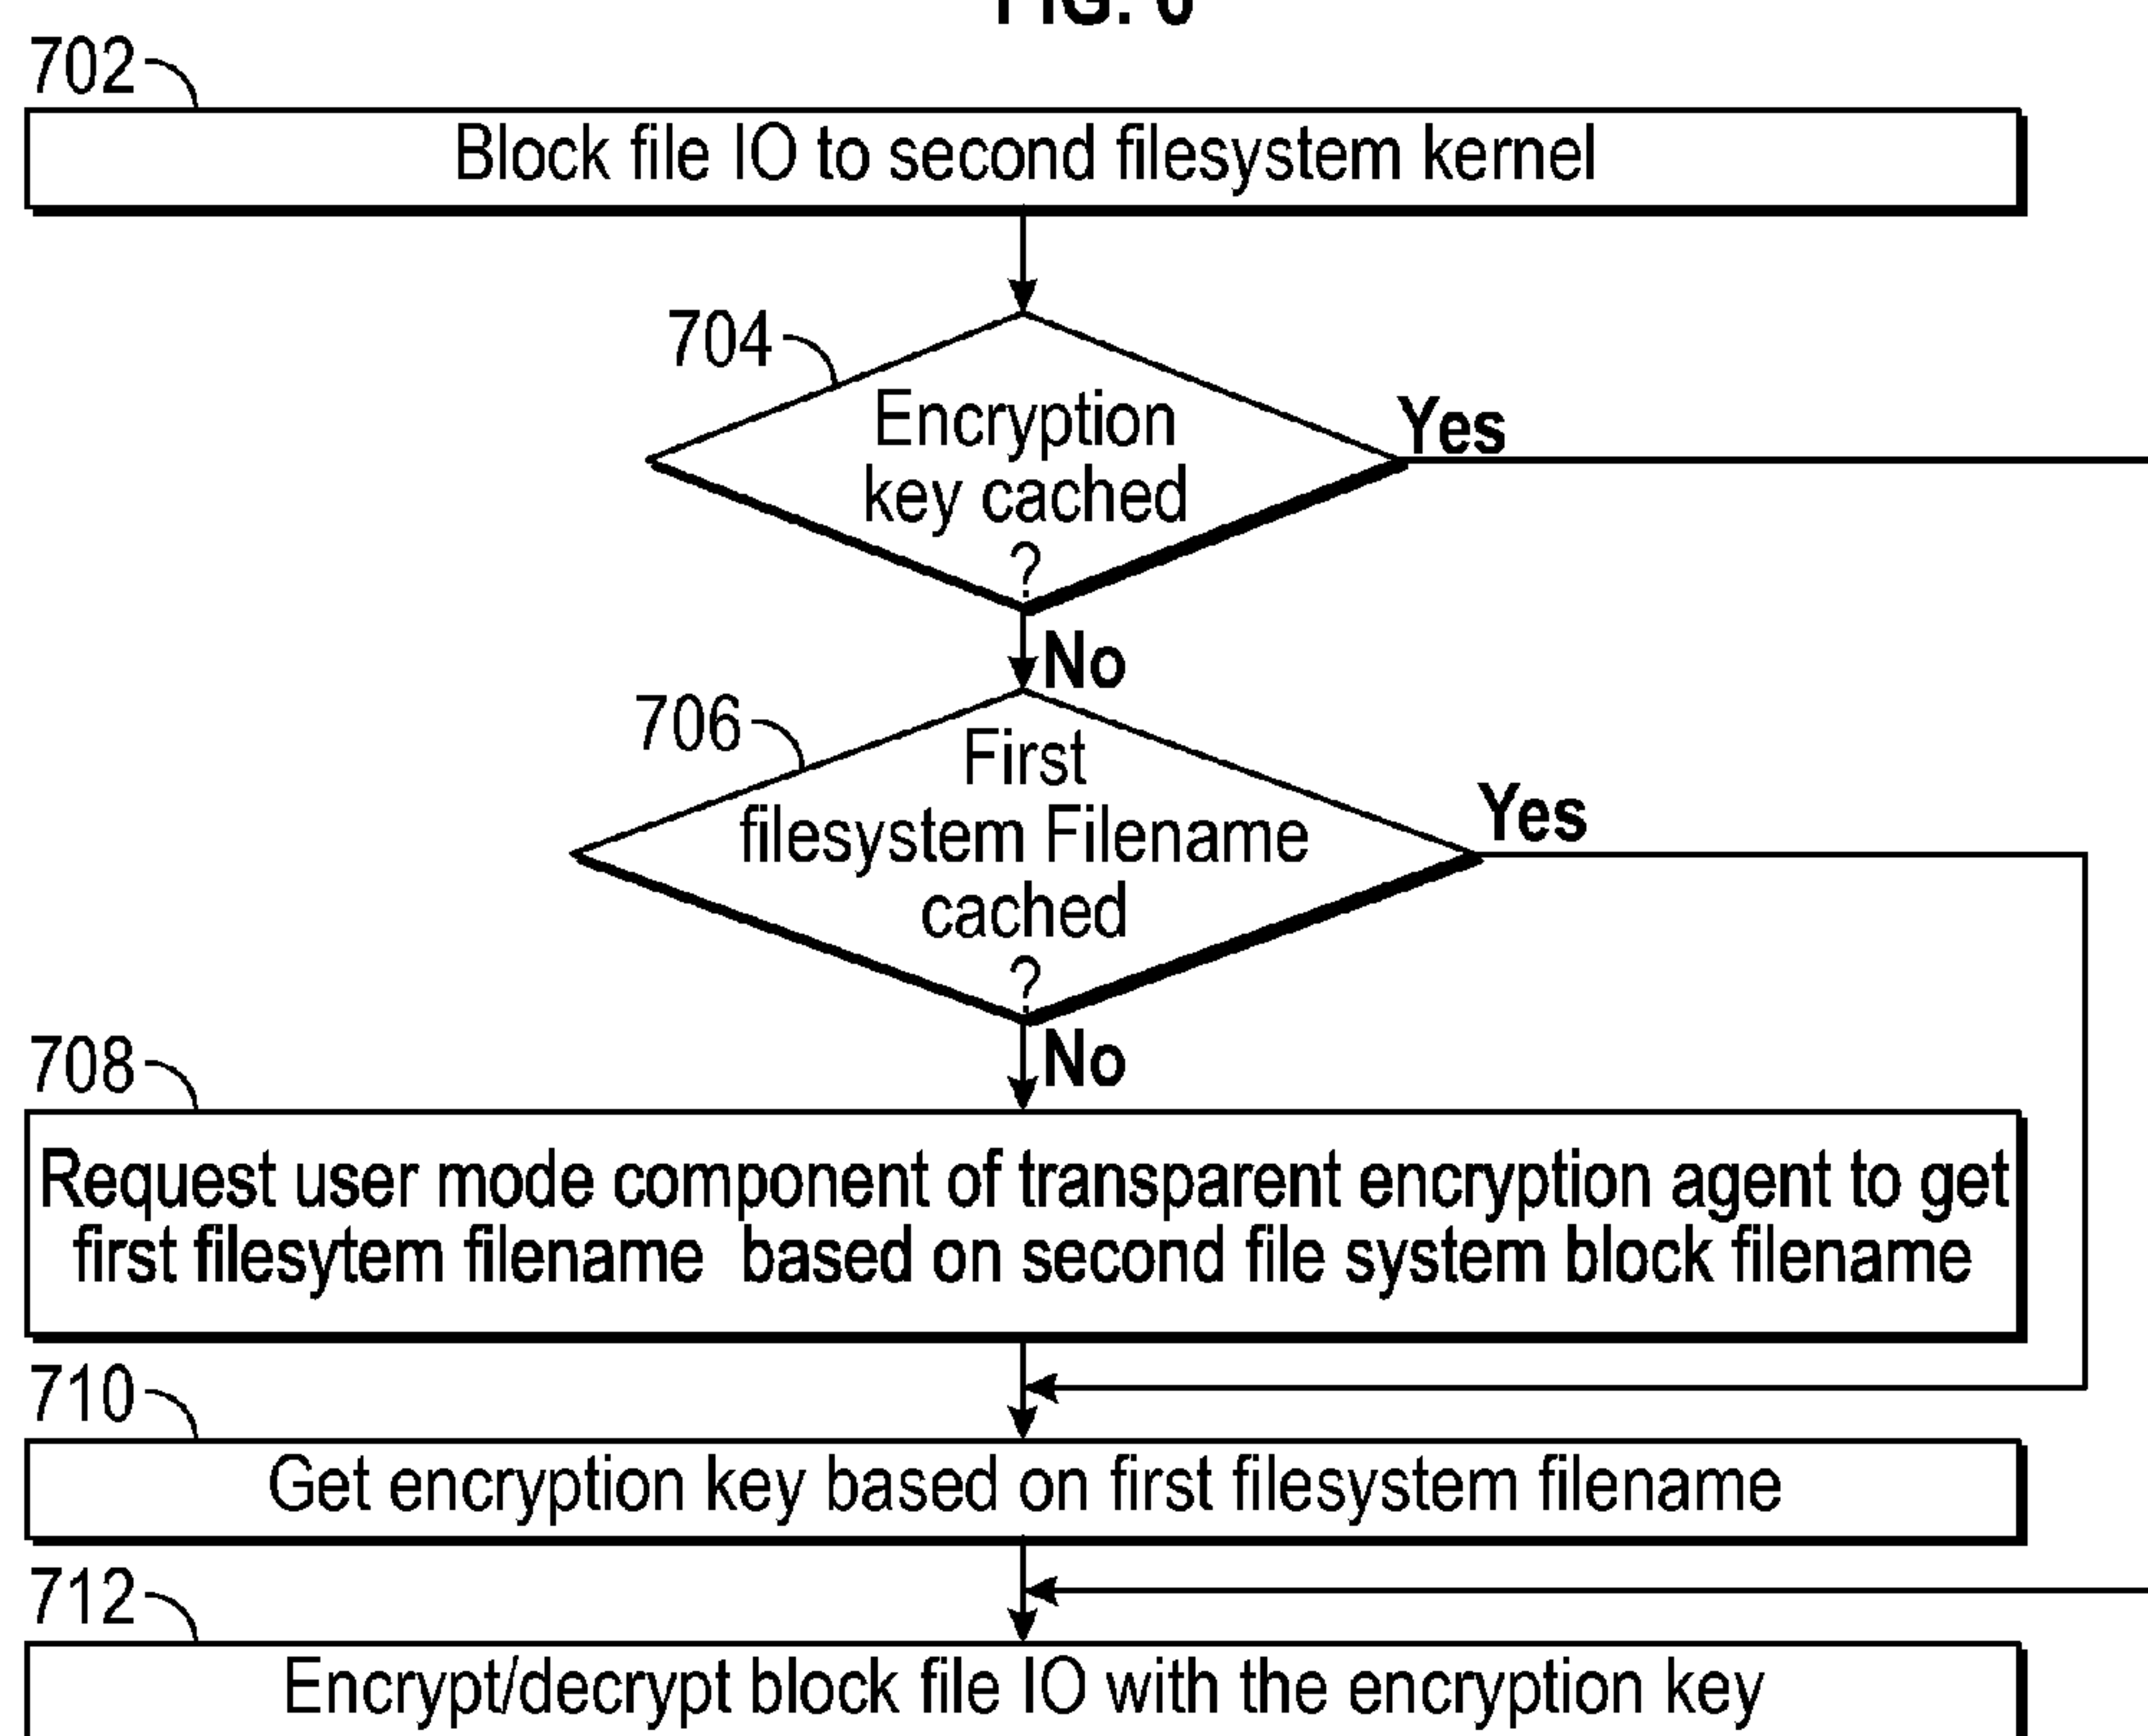 702
Block file IO to second filesystem kernel
704
Encryption
key cached
?
Yes
No
706
First
filesystem Filename
cached
?
Yes
No
708
Request user mode component of transparent encryption agent to get
first filesytem filename based on second file system block filename
710
Get encryption key based on first filesystem filename
712
Encrypt/decrypt block file IO with the encryption key